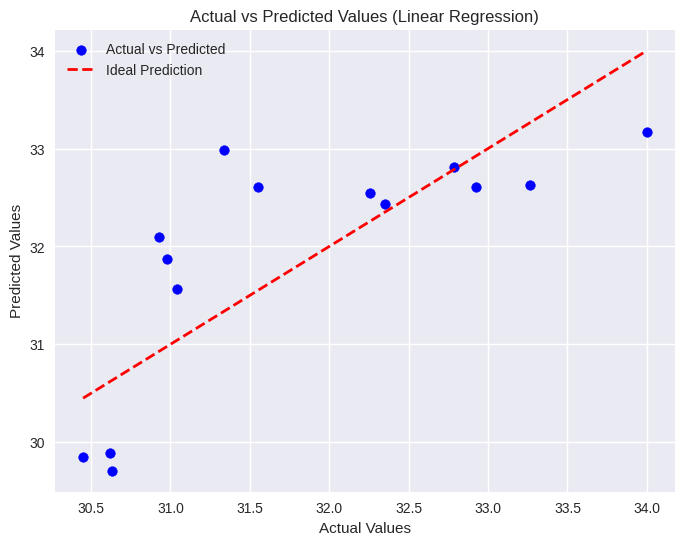 Actual vs Predicted Values (Linear Regression)
Actual vs Predicted
Ideal Prediction
Predicted Values
34
33
32
31
30
30.5 31.0 31.5 32.0 32.5 33.0 33.5 34.0
Actual Values